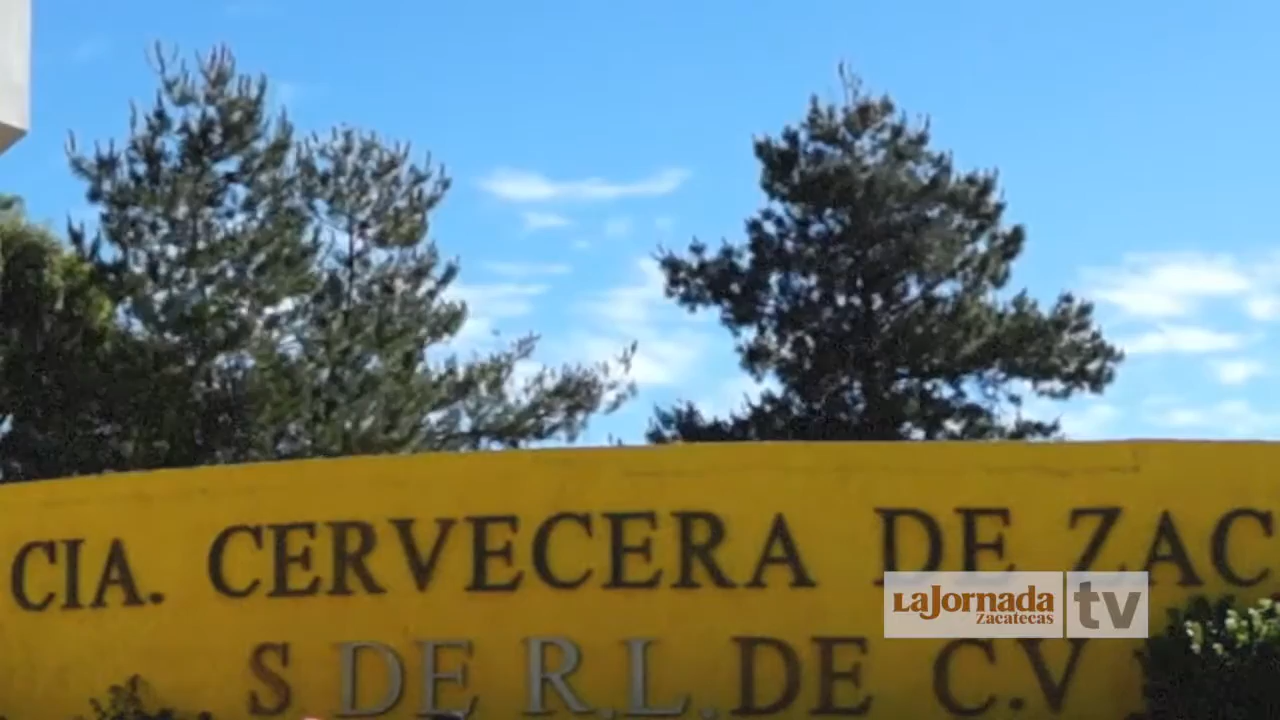 CIA. CERVECERA DE ZAC
S DE R.L. DE C.V
LaJornada
Zacatecas
tv